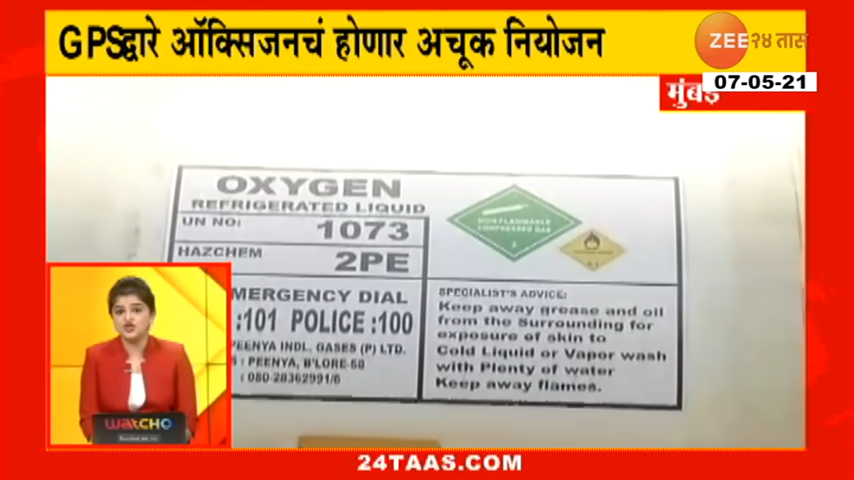 GPSद्वारे ऑक्सिजनचं होणार अचूक नियोजन
ZEE २४ तास
07-05-21
मुंबई
OXYGEN
REFRIGERATED LIQUID
UN NO:
1073
HAZCHEM
2PE
MERGENCY DIAL
:101 POLICE :100
PEENYA INDL. GASES (P) LTD.
S : PEENYA, B'LORE-58
: 080-28362991/6
NON FLAMMABLE
COMPRESSED GAS
2
SPECIALIST'S ADVICE:
Keep away grease and oil
from the Surrounding for
exposure of skin to
Cold Liquid or Vapor wash
with Plenty of water
Keep away flames.
WATCHO
24TAAS.COM